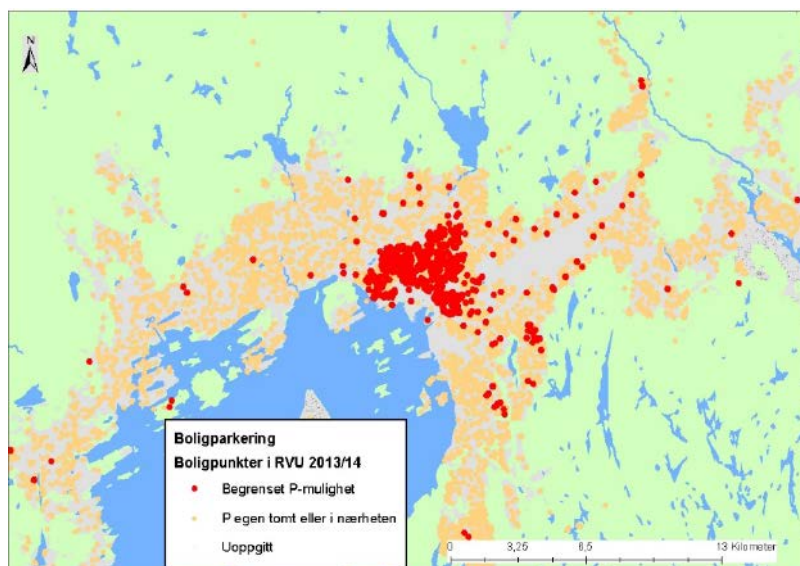 N
Boligparkering
Boligpunkter i RVU 2013/14
Begrenset P-mulighet
P egen tomt eller i nærheten
Uoppgitt
0 3,25 6,5 13 Kilometer